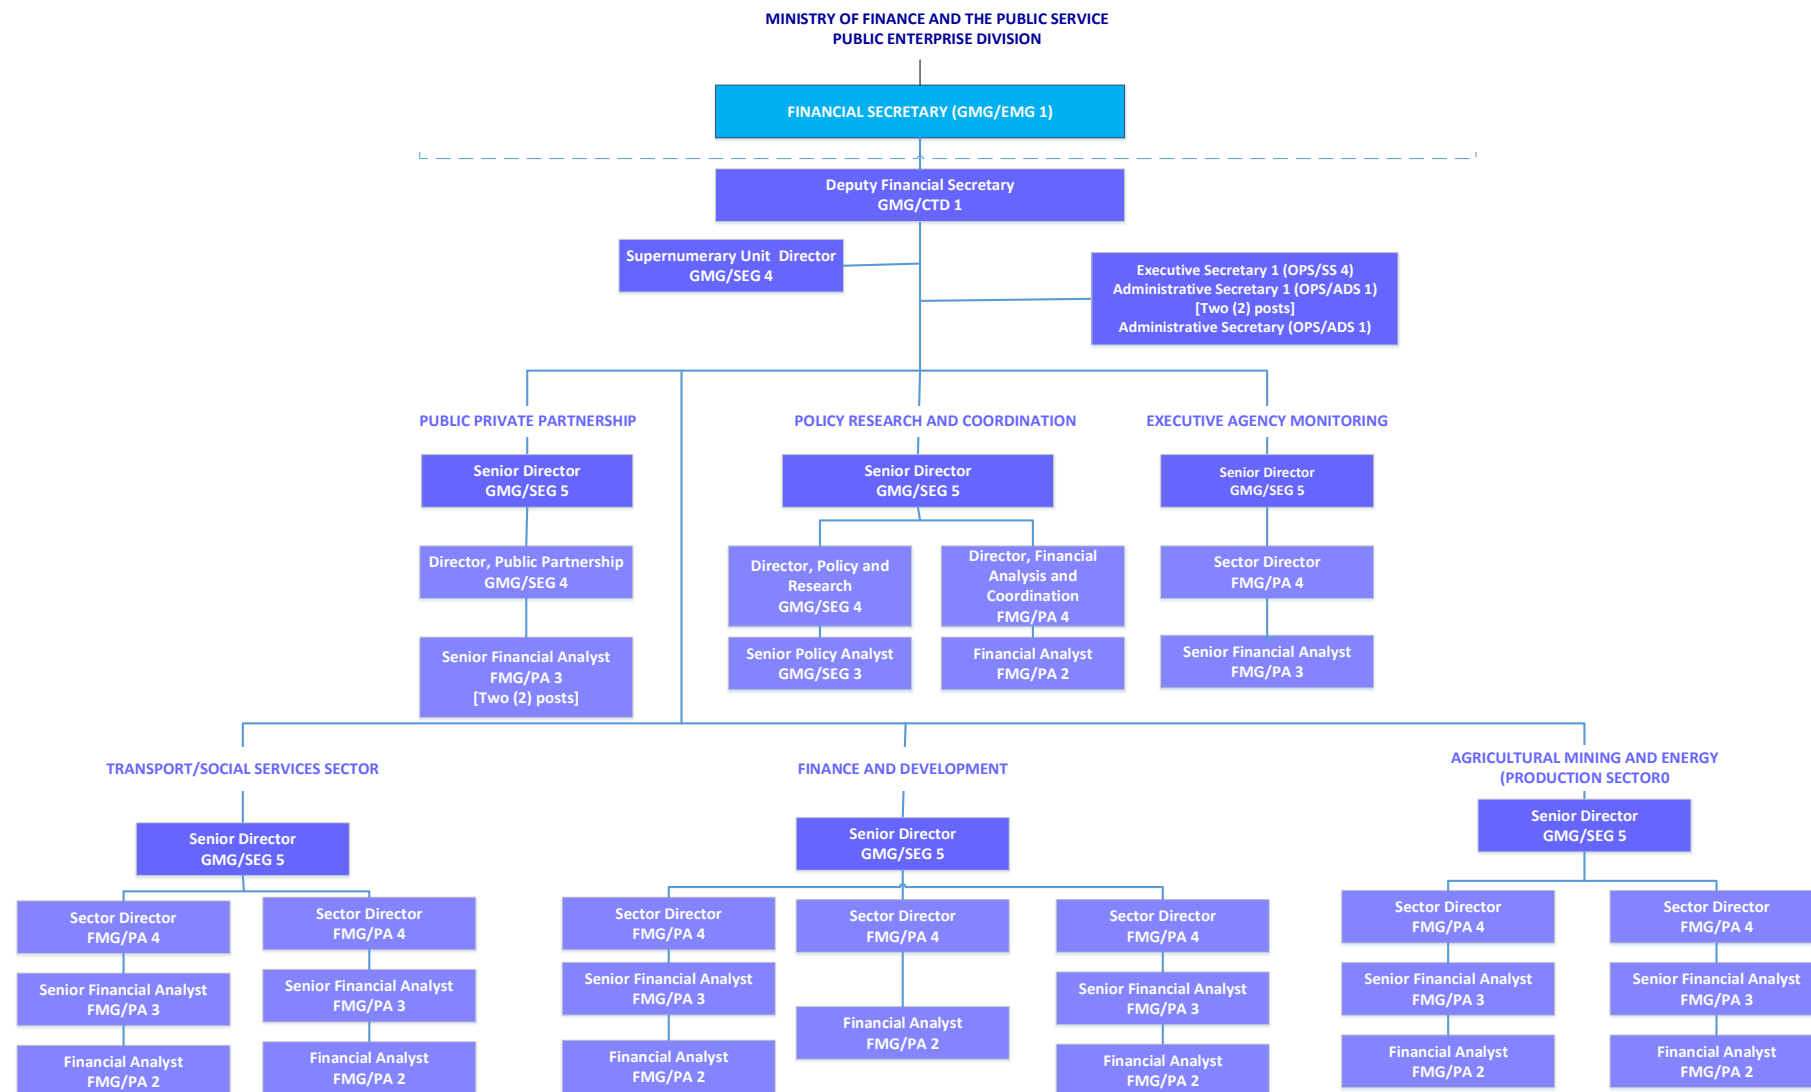 MINISTRY OF FINANCE AND THE PUBLIC SERVICE
PUBLIC ENTERPRISE DIVISION
FINANCIAL SECRETARY (GMG/EMG 1)
Deputy Financial Secretary
GMG/CTD 1
Supernumerary Unit Director
GMG/SEG 4
Executive Secretary 1 (OPS/SS 4)
Administrative Secretary 1 (OPS/ADS 1)
[Two (2) posts]
Administrative Secretary (OPS/ADS 1)
PUBLIC PRIVATE PARTNERSHIP
Senior Director
GMG/SEG 5
Director, Public Partnership
GMG/SEG 4
Senior Financial Analyst
FMG/PA 3
[Two (2) posts]
POLICY RESEARCH AND COORDINATION
Senior Director
GMG/SEG 5
Director, Policy and
Research
GMG/SEG 4
Senior Policy Analyst
GMG/SEG 3
Director, Financial
Analysis and
Coordination
FMG/PA 4
Financial Analyst
FMG/PA 2
EXECUTIVE AGENCY MONITORING
Senior Director
GMG/SEG 5
Sector Director
FMG/PA 4
Senior Financial Analyst
FMG/PA 3
TRANSPORT/SOCIAL SERVICES SECTOR
Senior Director
GMG/SEG 5
Sector Director
FMG/PA 4
Senior Financial Analyst
FMG/PA 3
Financial Analyst
FMG/PA 2
Sector Director
FMG/PA 4
Senior Financial Analyst
FMG/PA 3
Financial Analyst
FMG/PA 2
FINANCE AND DEVELOPMENT
Senior Director
GMG/SEG 5
Sector Director
FMG/PA 4
Senior Financial Analyst
FMG/PA 3
Financial Analyst
FMG/PA 2
Sector Director
FMG/PA 4
Financial Analyst
FMG/PA 2
Sector Director
FMG/PA 4
Senior Financial Analyst
FMG/PA 3
Financial Analyst
FMG/PA 2
AGRICULTURAL MINING AND ENERGY
(PRODUCTION SECTOR0
Senior Director
GMG/SEG 5
Sector Director
FMG/PA 4
Senior Financial Analyst
FMG/PA 3
Financial Analyst
FMG/PA 2
Sector Director
FMG/PA 4
Senior Financial Analyst
FMG/PA 3
Financial Analyst
FMG/PA 2